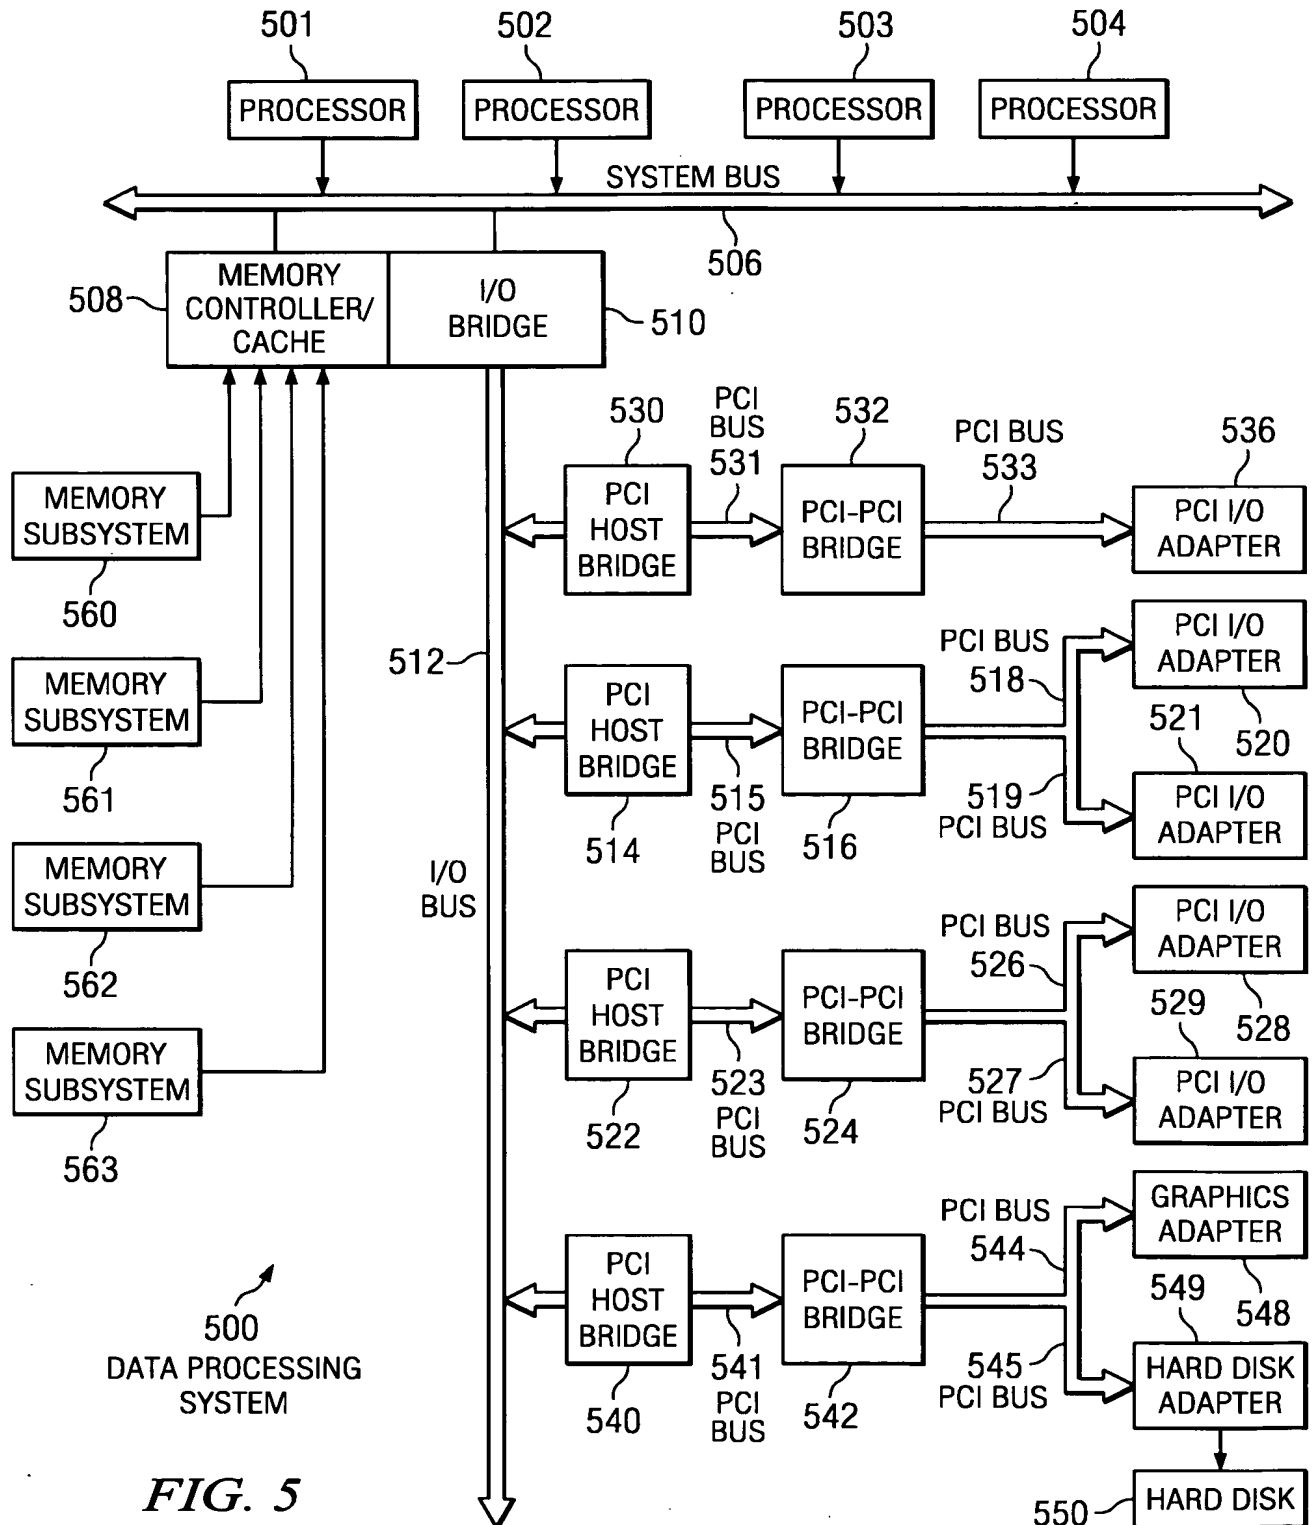 501
502
503
504
PROCESSOR
PROCESSOR
PROCESSOR
PROCESSOR
SYSTEM BUS
506
508
MEMORY
CONTROLLER/
CACHE
I/O
BRIDGE
510
MEMORY
SUBSYSTEM
560
MEMORY
SUBSYSTEM
561
MEMORY
SUBSYSTEM
562
MEMORY
SUBSYSTEM
563
512
I/O
BUS
530
PCI
HOST
BRIDGE
PCI
BUS
531
532
PCI-PCI
BRIDGE
PCI BUS
533
536
PCI I/O
ADAPTER
PCI
HOST
BRIDGE
514
515
PCI
BUS
PCI-PCI
BRIDGE
516
PCI BUS
518
PCI I/O
ADAPTER
520
519
PCI BUS
521
PCI I/O
ADAPTER
PCI
HOST
BRIDGE
522
523
PCI
BUS
PCI-PCI
BRIDGE
524
PCI BUS
526
PCI I/O
ADAPTER
528
527
PCI BUS
529
PCI I/O
ADAPTER
PCI
HOST
BRIDGE
540
541
PCI
BUS
PCI-PCI
BRIDGE
542
PCI BUS
544
GRAPHICS
ADAPTER
548
545
PCI BUS
549
HARD DISK
ADAPTER
550
HARD DISK
500
DATA PROCESSING
SYSTEM
FIG. 5